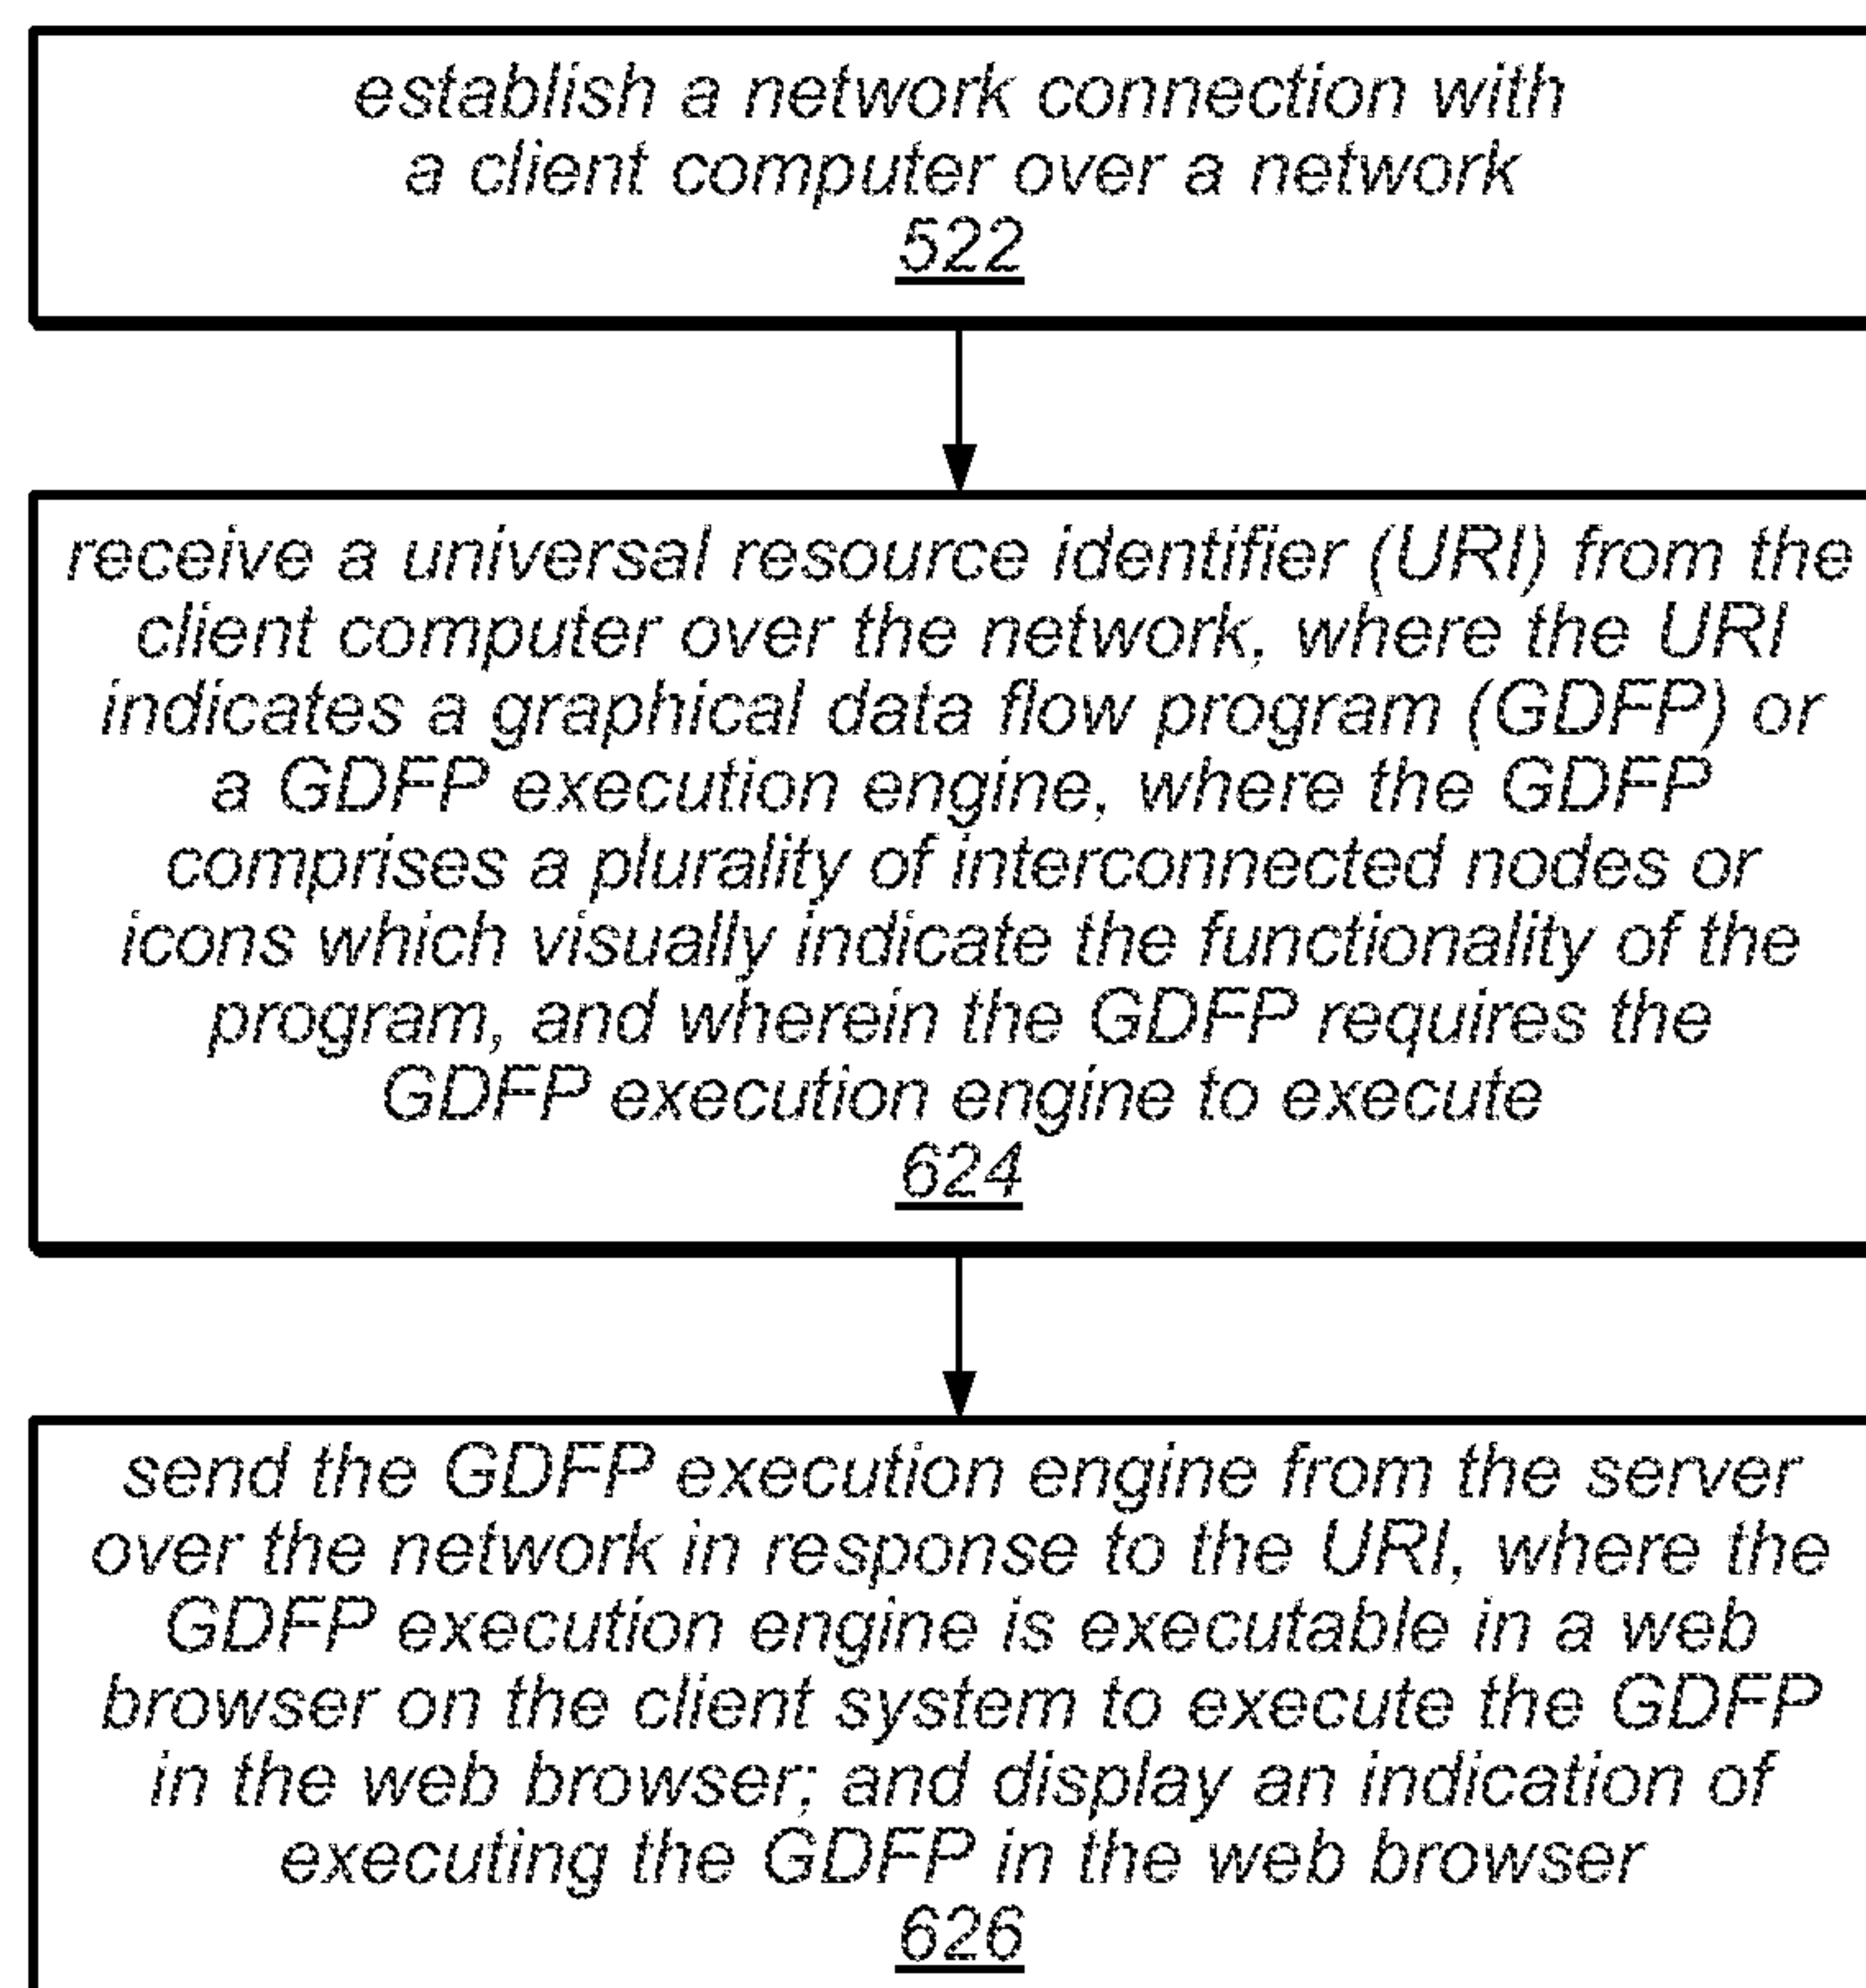 establish a network connection with
a client computer over a network
522
receive a universal resource identifier (URI) from the
client computer over the network, where the URI
indicates a graphical data flow program (GDFP) or
a GDFP execution engine, where the GDFP
comprises a plurality of interconnected nodes or
icons which visually indicate the functionality of the
program, and wherein the GDFP requires the
GDFP execution engine to execute
624
send the GDFP execution engine from the server
over the network in response to the URI, where the
GDFP execution engine is executable in a web
browser on the client system to execute the GDFP
in the web browser; and display an indication of
executing the GDFP in the web browser
626